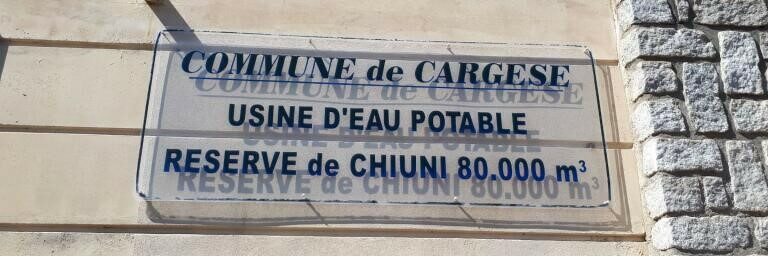 COMMUNE de CARGESE
USINE D'EAU POTABLE
RESERVE de CHIUNI 80.000 m³